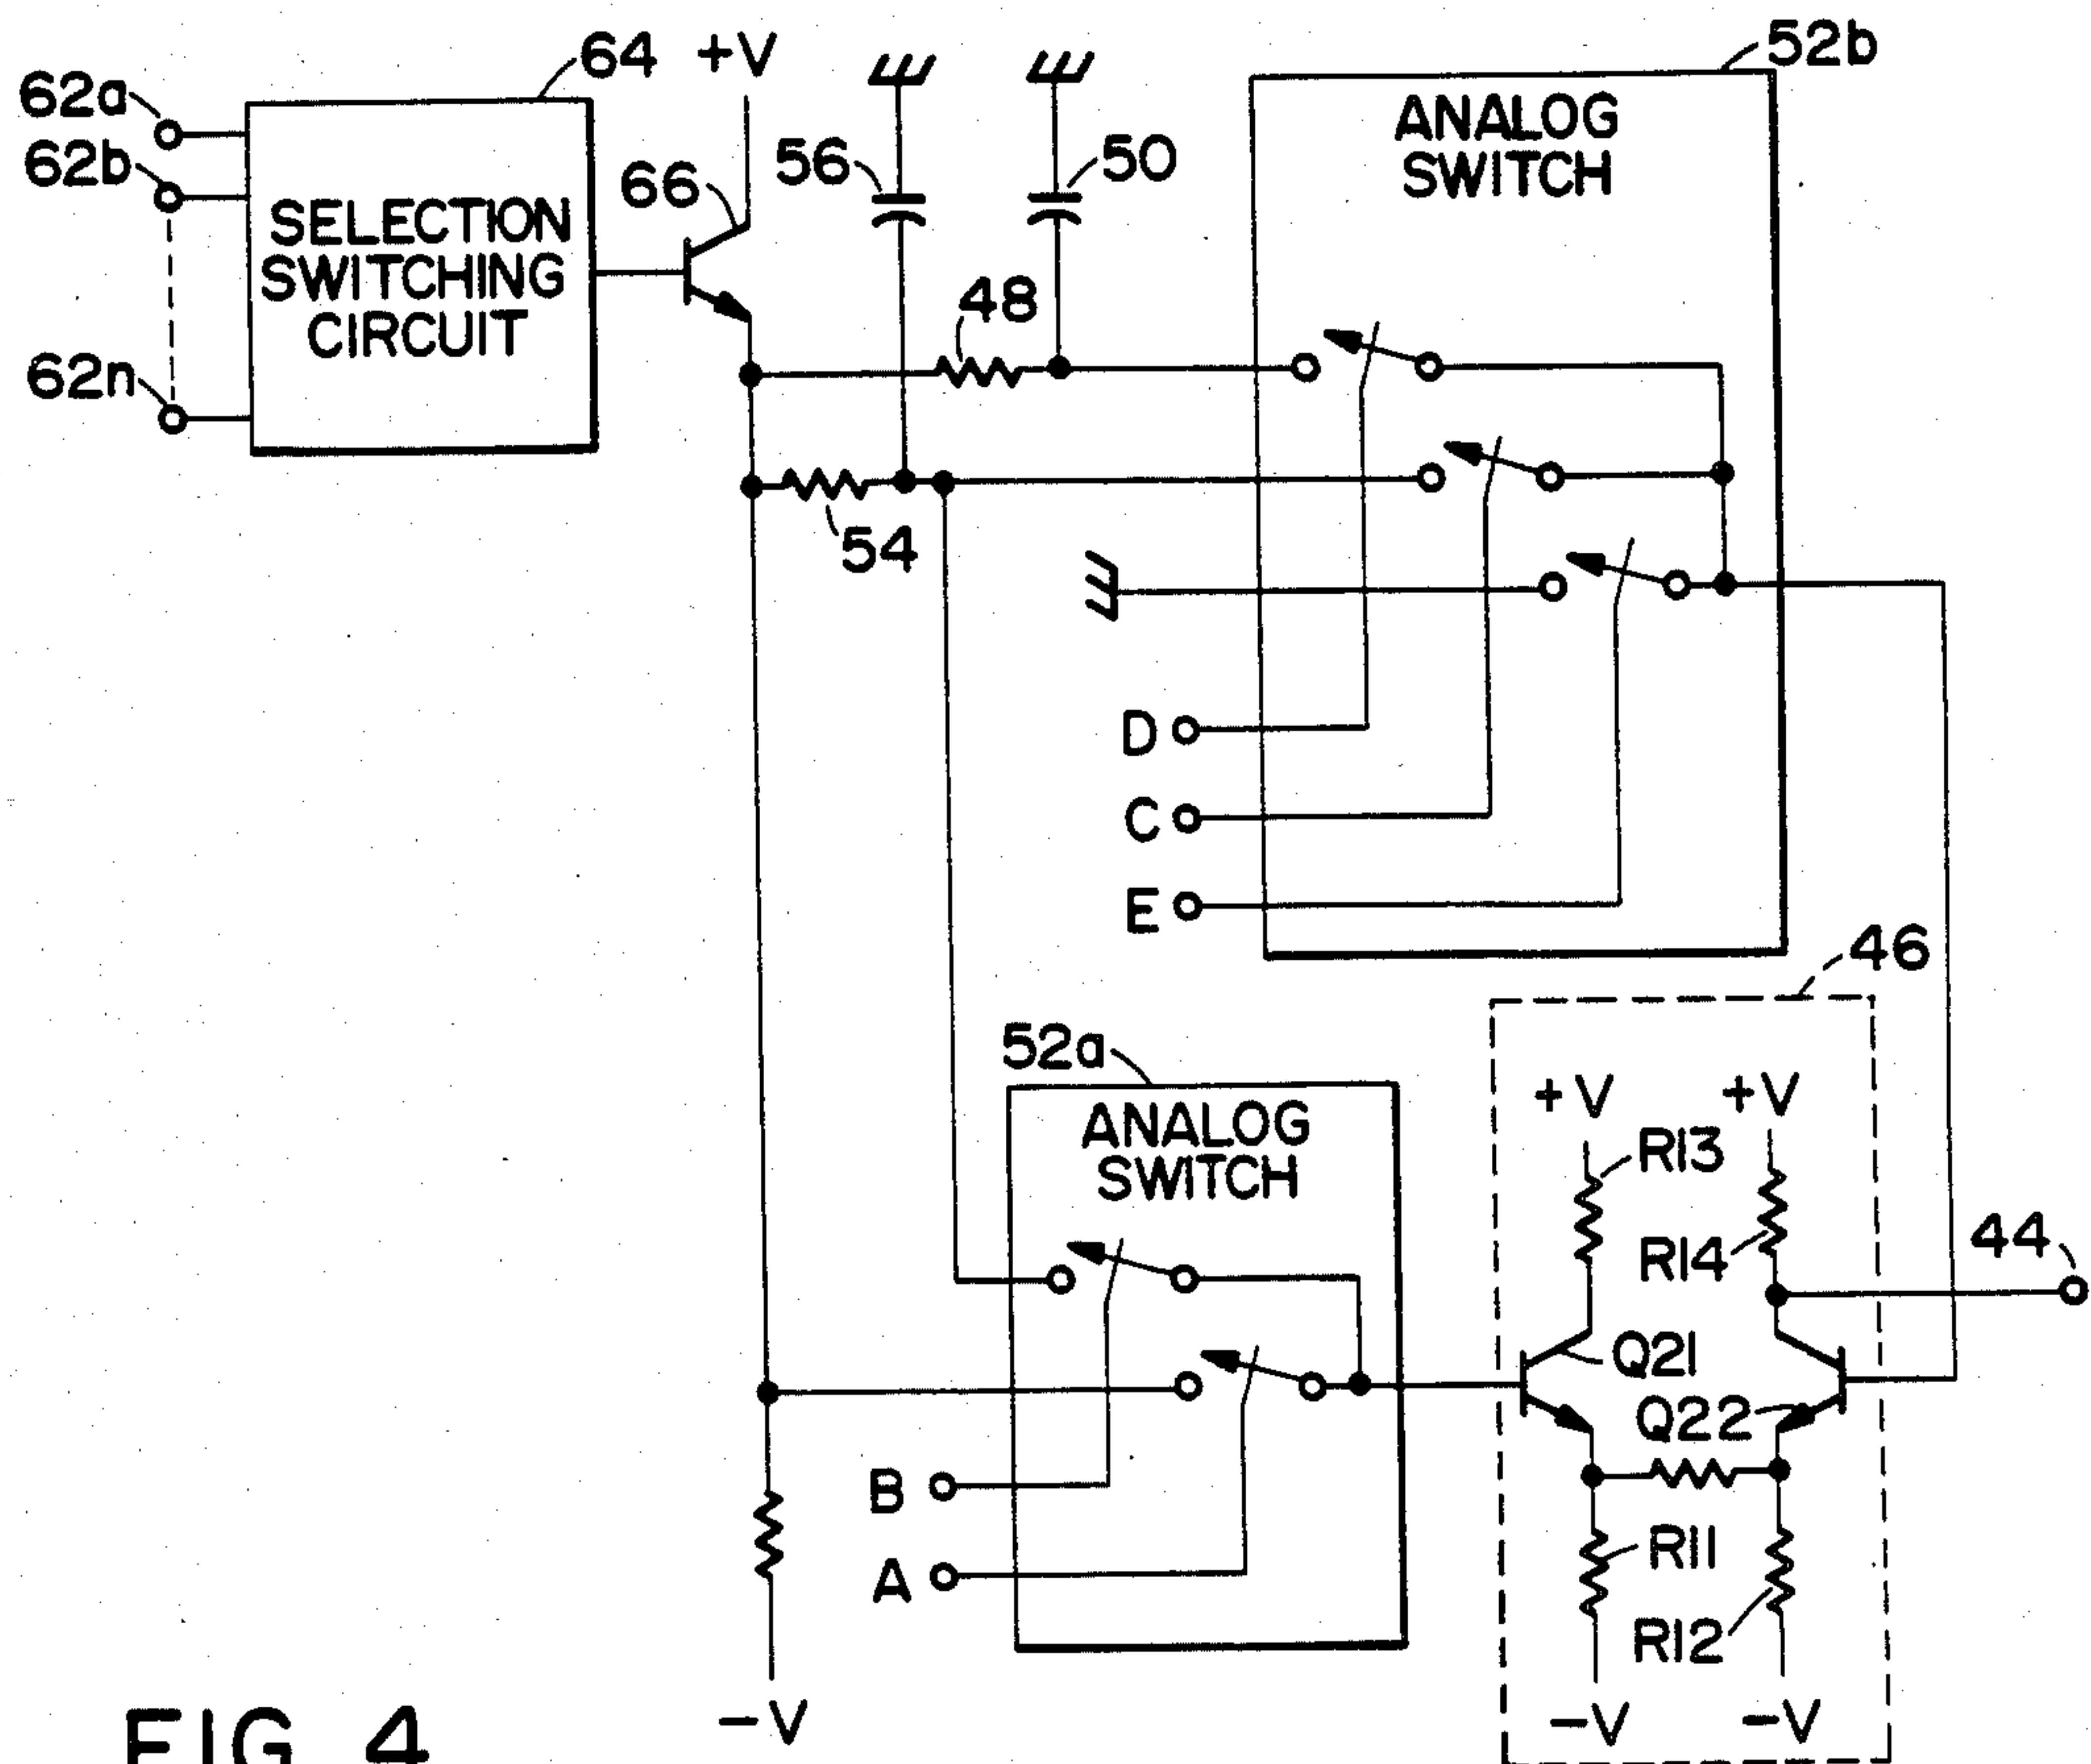 64
+V
52b
62a
ANALOG
SWITCH
62b
56
50
66
SELECTION
SWITCHING
CIRCUIT
48
62n
54
D
C
E
46
52a
ANALOG
SWITCH
+V
+V
R13
R14
44
Q21
Q22
B
A
R11
R12
-V
-V
-V
FIG. 4